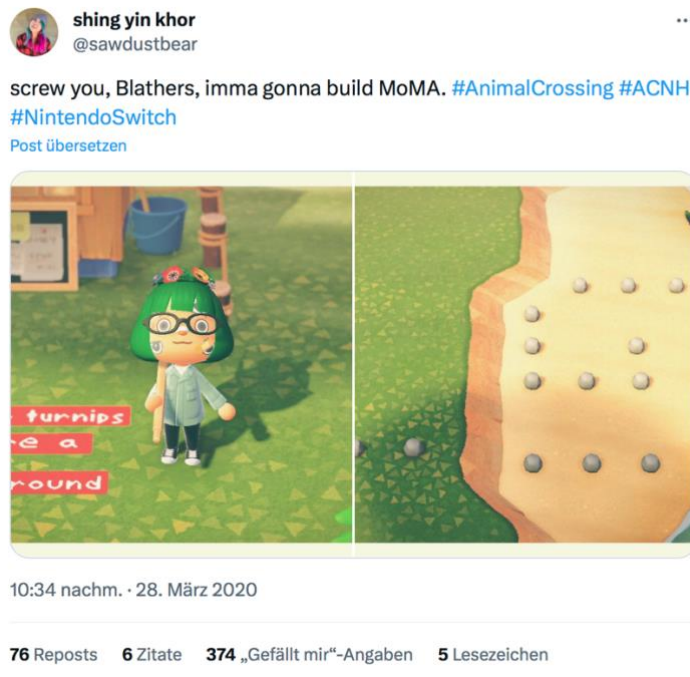 shing yin khor
@sawdustbear
screw you, Blathers, imma gonna build MoMA. #AnimalCrossing #ACNH
#NintendoSwitch
Post übersetzen
turnips
e a
round
10:34 nachm. · 28. März 2020
76 Reposts 6 Zitate 374 „Gefällt mir“-Angaben 5 Lesezeichen